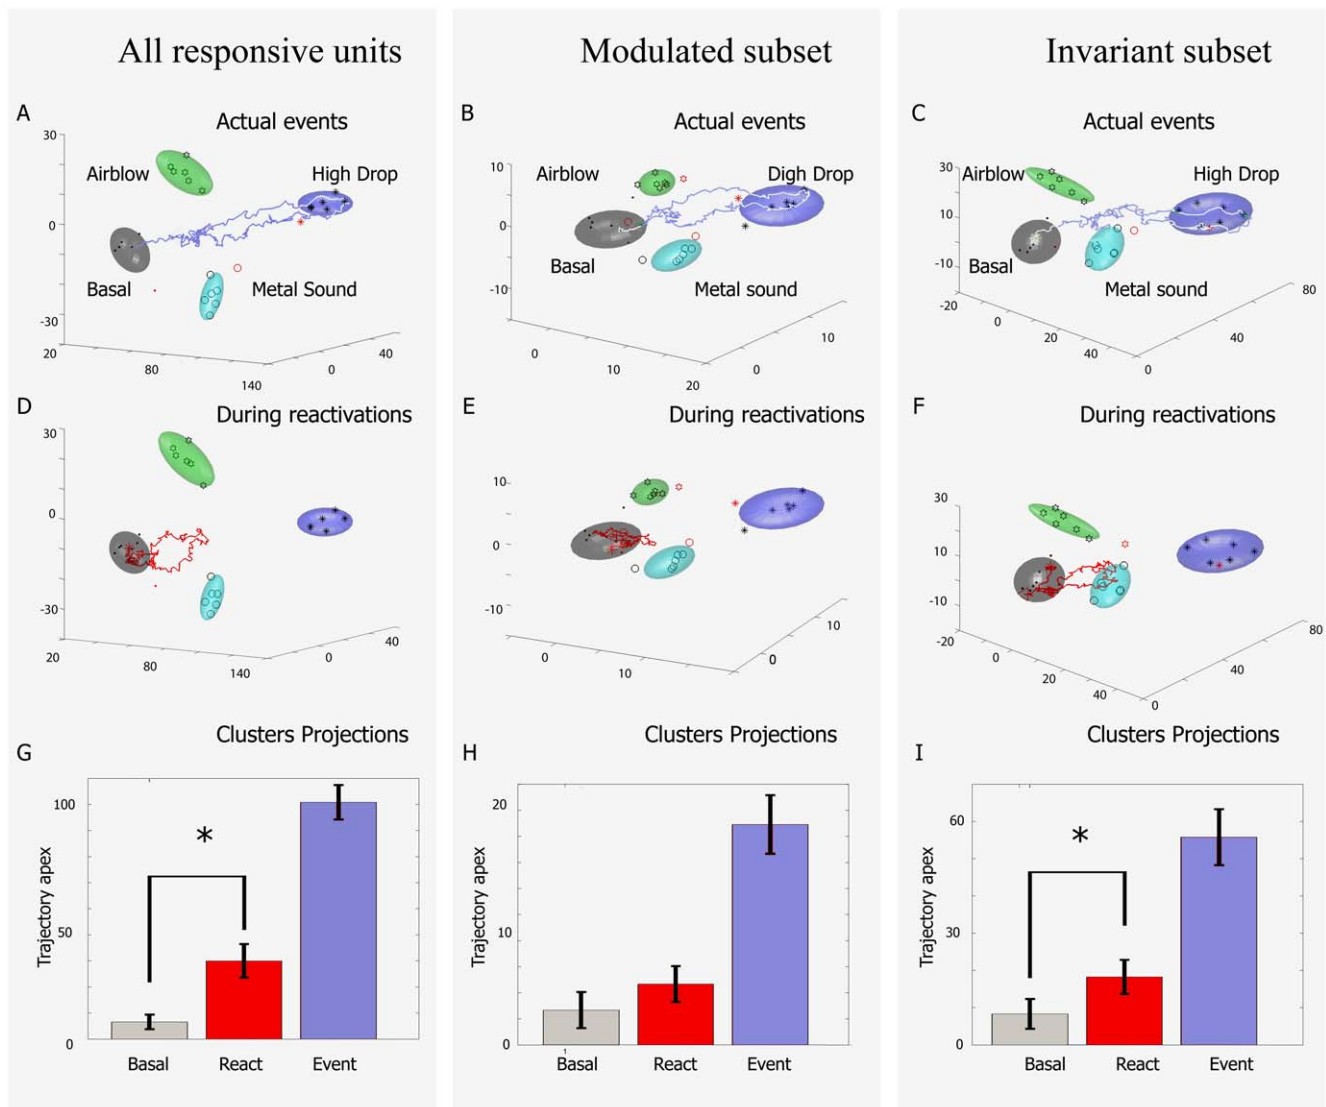 All responsive units
Modulated subset
Invariant subset
A
Actual events
30
Airblow
High Drop
0
Basal
Metal Sound
-30
20
80
140
0
40
B
Actual events
10
Airblow
Digh Drop
0
Basal
Metal sound
-10
0
10
20
0
10
C
Actual events
30
Airblow
High Drop
10
Basal
-10
Metal sound
-20
0
20
40
0
40
80
D
During reactivations
30
0
-30
20
80
140
0
40
E
During reactivations
10
0
-10
0
10
0
10
F
During reactivations
30
10
-10
-20
0
20
40
0
40
80
G
Clusters Projections
Trajectory apex
100
50
0
*
Basal
React
Event
H
Clusters Projections
Trajectory apex
20
10
0
Basal
React
Event
I
Clusters Projections
Trajectory apex
60
30
0
*
Basal
React
Event